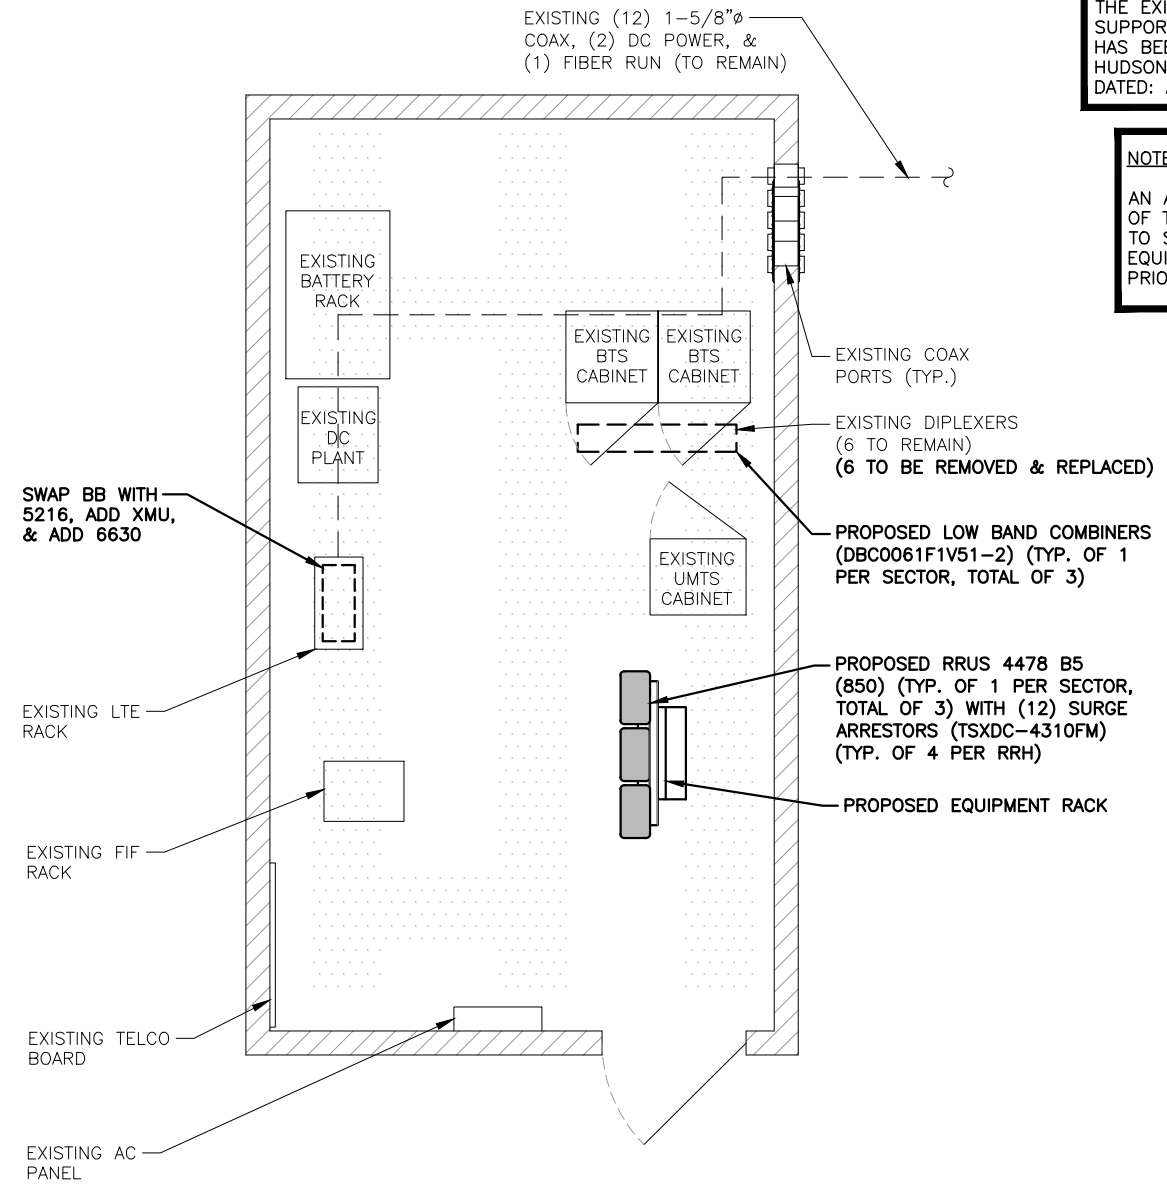 EXISTING (12) 1-5/8"ø
COAX, (2) DC POWER, &
(1) FIBER RUN (TO REMAIN)
THE EXI
SUPPOR
HAS BEE
HUDSON
DATED:
NOTE
AN A
OF T
TO S
EQUI
PRIO
EXISTING
BATTERY
RACK
EXISTING
BTS
CABINET
EXISTING
BTS
CABINET
EXISTING COAX
PORTS (TYP.)
EXISTING
DC
PLANT
EXISTING DIPLEXERS
(6 TO REMAIN)
(6 TO BE REMOVED & REPLACED)
SWAP BB WITH
5216, ADD XMU,
& ADD 6630
PROPOSED LOW BAND COMBINERS
(DBC0061F1V51-2) (TYP. OF 1
PER SECTOR, TOTAL OF 3)
EXISTING
UMTS
CABINET
PROPOSED RRUS 4478 B5
(850) (TYP. OF 1 PER SECTOR,
TOTAL OF 3) WITH (12) SURGE
ARRESTORS (TSXDC-4310FM)
(TYP. OF 4 PER RRH)
EXISTING LTE
RACK
PROPOSED EQUIPMENT RACK
EXISTING FIF
RACK
EXISTING TELCO
BOARD
EXISTING AC
PANEL